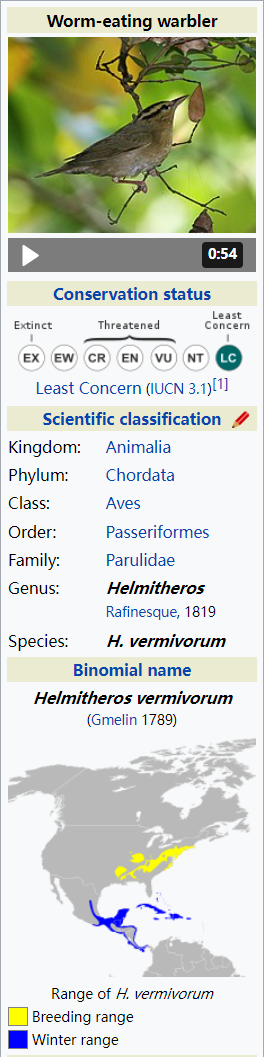 Worm-eating warbler
0:54
Conservation status
Extinct Threatened Least Concern
EX EW CR EN VU NT LC
Least Concern (IUCN 3.1)[1]
Scientific classification
Kingdom: Animalia
Phylum: Chordata
Class: Aves
Order: Passeriformes
Family: Parulidae
Genus: Helmitheros
Rafinesque, 1819
Species: H. vermivorum
Binomial name
Helmitheros vermivorum
(Gmelin 1789)
Range of H. vermivorum
Breeding range
Winter range